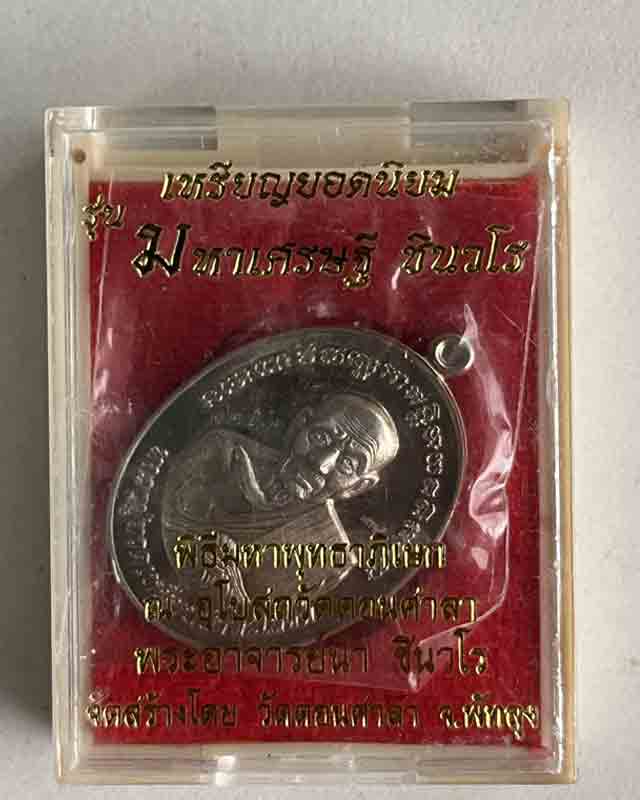 เหรียญยอดนิยม
รุ่น มหาเศรษฐี ชินวโร
พิธีมหาพุทธาภิเษก
ณ อุโบสถวัดดอนศาลา
พระอาจารย์นา ชินวโร
จัดสร้างโดย วัดดอนศาลา จ.พัทลุง